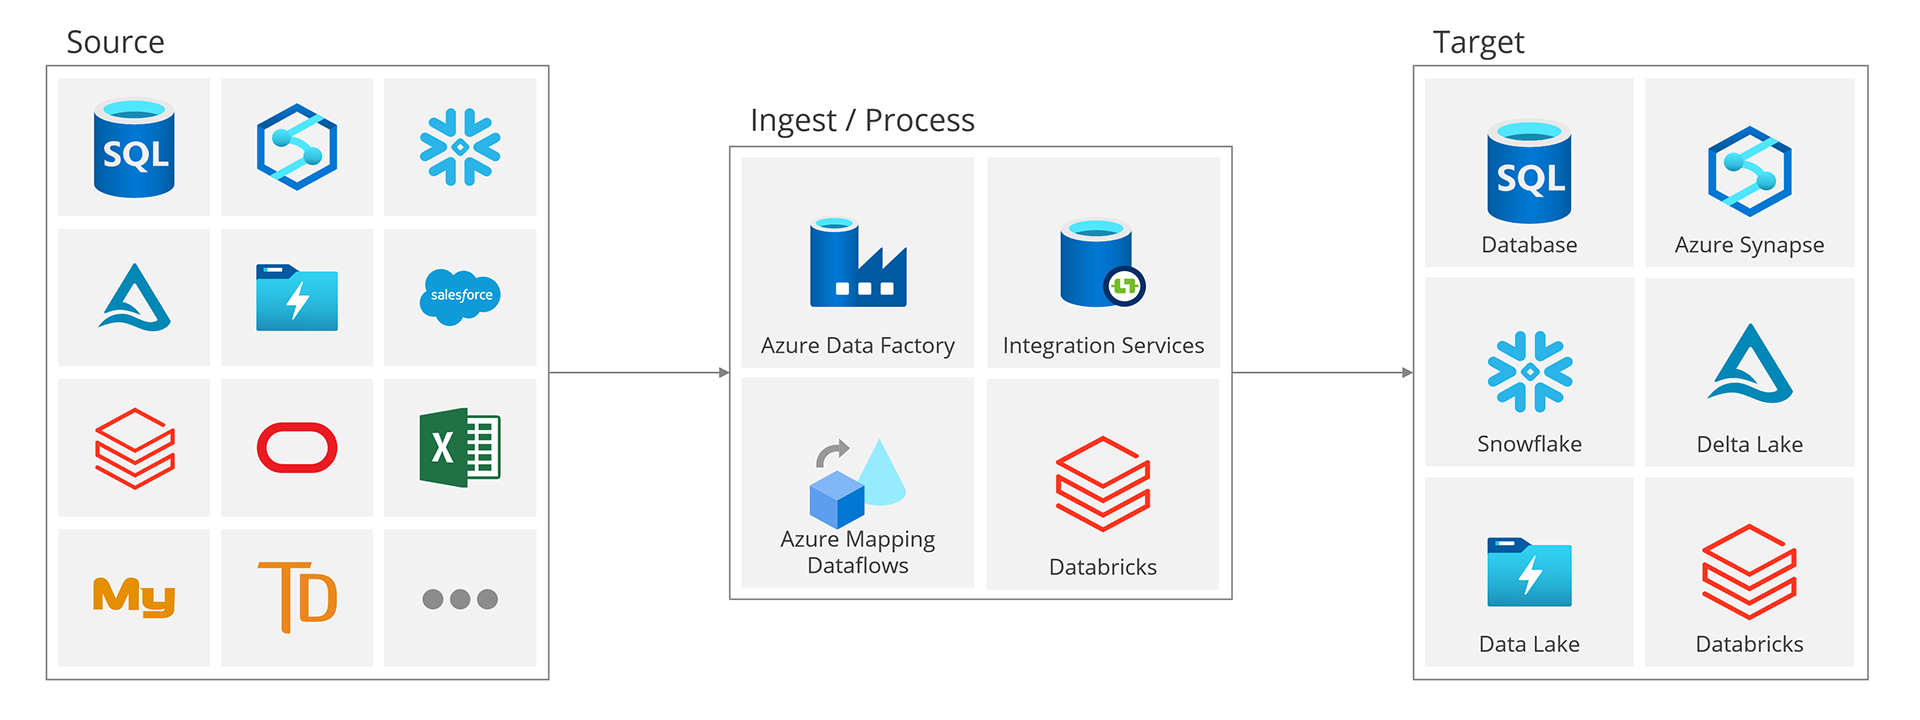 Source
SQL
salesforce
X
My
TD
Ingest / Process
Azure Data Factory
Integration Services
Azure Mapping
Dataflows
Databricks
Target
SQL
Database
Azure Synapse
Snowflake
Delta Lake
Data Lake
Databricks